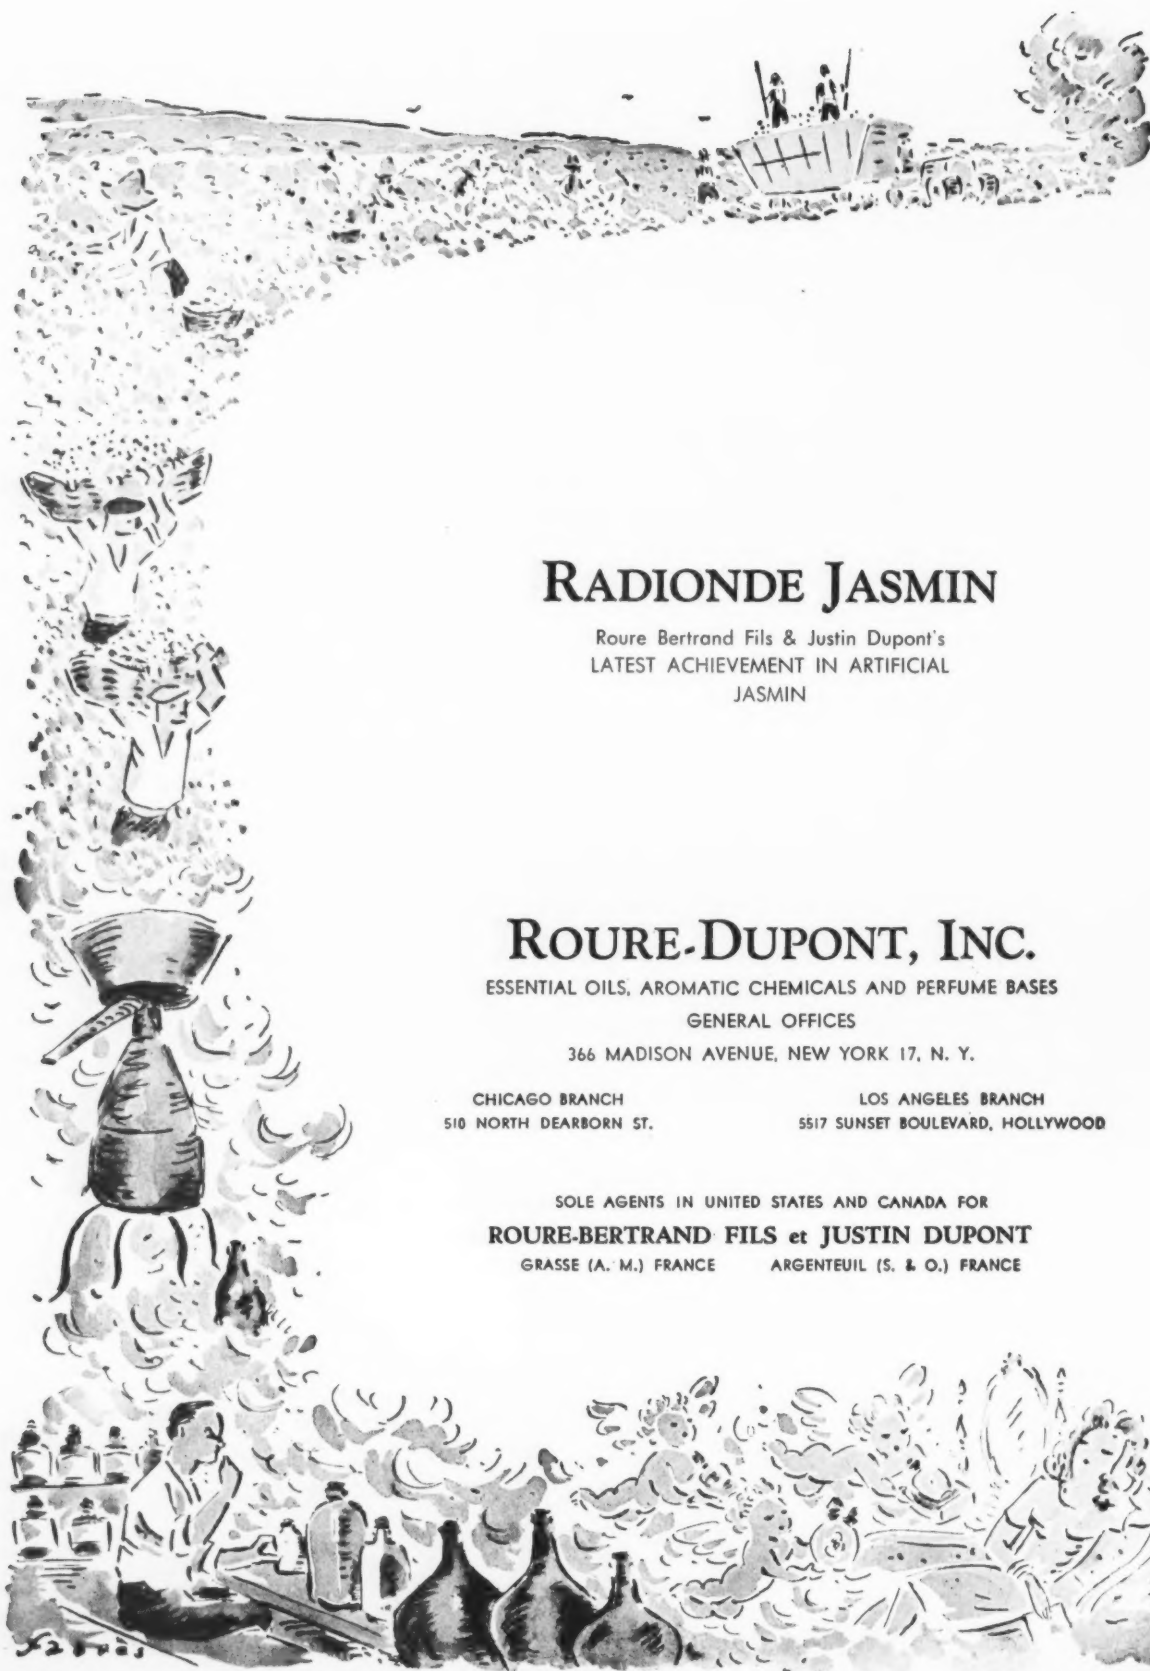 RADIONDE JASMIN
Roure Bertrand Fils & Justin Dupont's
LATEST ACHIEVEMENT IN ARTIFICIAL
JASMIN
ROURE-DUPONT, INC.
ESSENTIAL OILS, AROMATIC CHEMICALS AND PERFUME BASES
GENERAL OFFICES
366 MADISON AVENUE, NEW YORK 17, N. Y.
CHICAGO BRANCH
510 NORTH DEARBORN ST.
LOS ANGELES BRANCH
5517 SUNSET BOULEVARD, HOLLYWOOD
SOLE AGENTS IN UNITED STATES AND CANADA FOR
ROURE-BERTRAND FILS et JUSTIN DUPONT
GRASSE (A. M.) FRANCE ARGENTEUIL (S. & O.) FRANCE